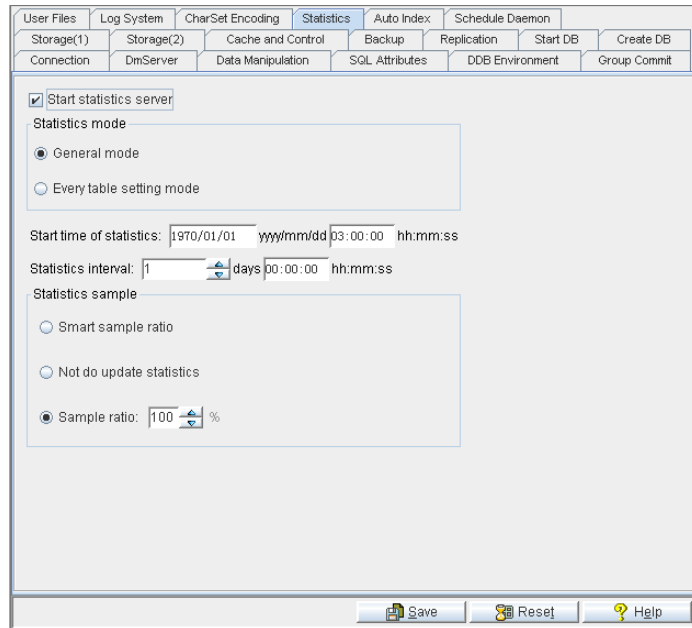 User Files Log System CharSet Encoding Statistics Auto Index Schedule Daemon
Storage(1) Storage(2) Cache and Control Backup Replication Start DB Create DB
Connection DmServer Data Manipulation SQL Attributes DDB Environment Group Commit
Start statistics server
Statistics mode
General mode
Every table setting mode
Start time of statistics: 1970/01/01 yyyy/mm/dd 03:00:00 hh:mm:ss
Statistics interval: 1 days 00:00:00 hh:mm:ss
Statistics sample
Smart sample ratio
Not do update statistics
Sample ratio: 100 %
Save Reset Help